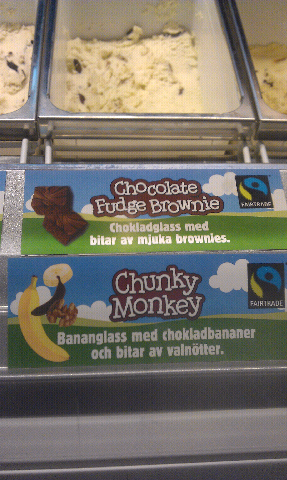 Chocolate
Fudge Brownie
Chokladglass med
bitar av mjuka brownies.
FAIRTRADE
Chunky
Monkey
Bananglass med chokladbananer
och bitar av valnötter.
FAIRTRADE